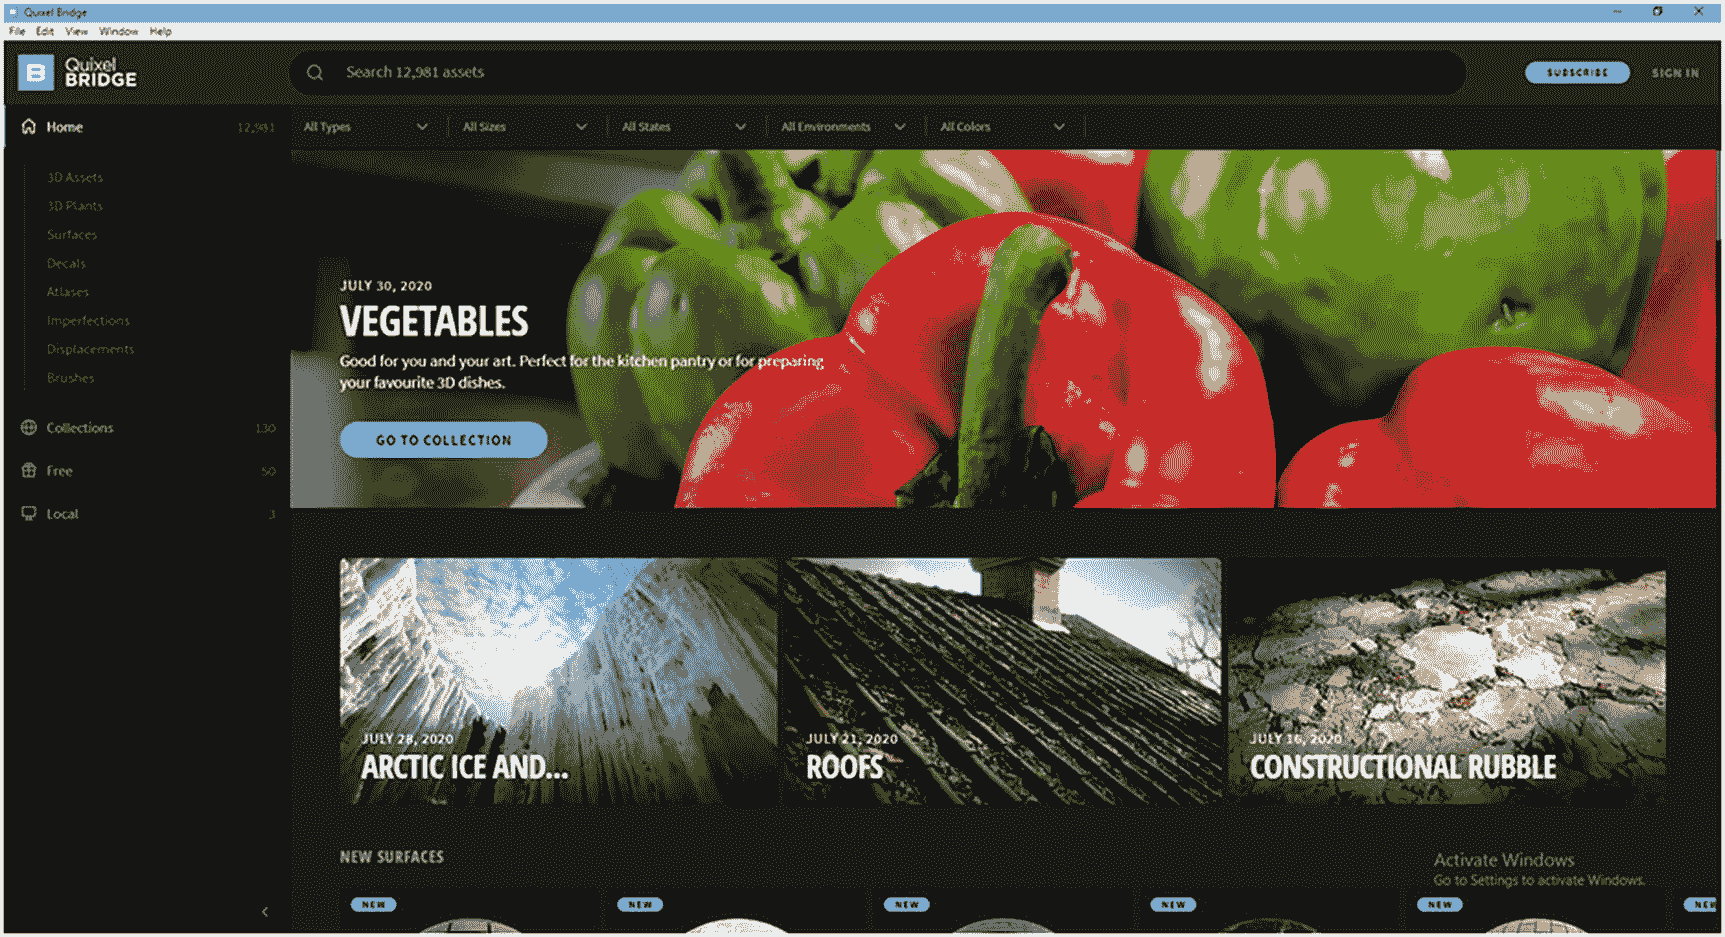 Quixel Bridge
File Edit View Window Help
B
Quixel
BRIDGE
Search 12,981 assets
SUBSCRIBE
SIGN IN
Home 12,981
All Types
All Sizes
All States
All Environments
All Colors
3D Assets
3D Plants
Surfaces
Decals
Atlases
Imperfections
Displacements
Brushes
Collections 130
Free 50
Local 3
JULY 30, 2020
VEGETABLES
Good for you and your art. Perfect for the kitchen pantry or for preparing
your favourite 3D dishes.
GO TO COLLECTION
JULY 28, 2020
ARCTIC ICE AND...
JULY 21, 2020
ROOFS
JULY 16, 2020
CONSTRUCTIONAL RUBBLE
NEW SURFACES
Activate Windows
Go to Settings to activate Windows.
NEW
NEW
NEW
NEW
NEW
NEW